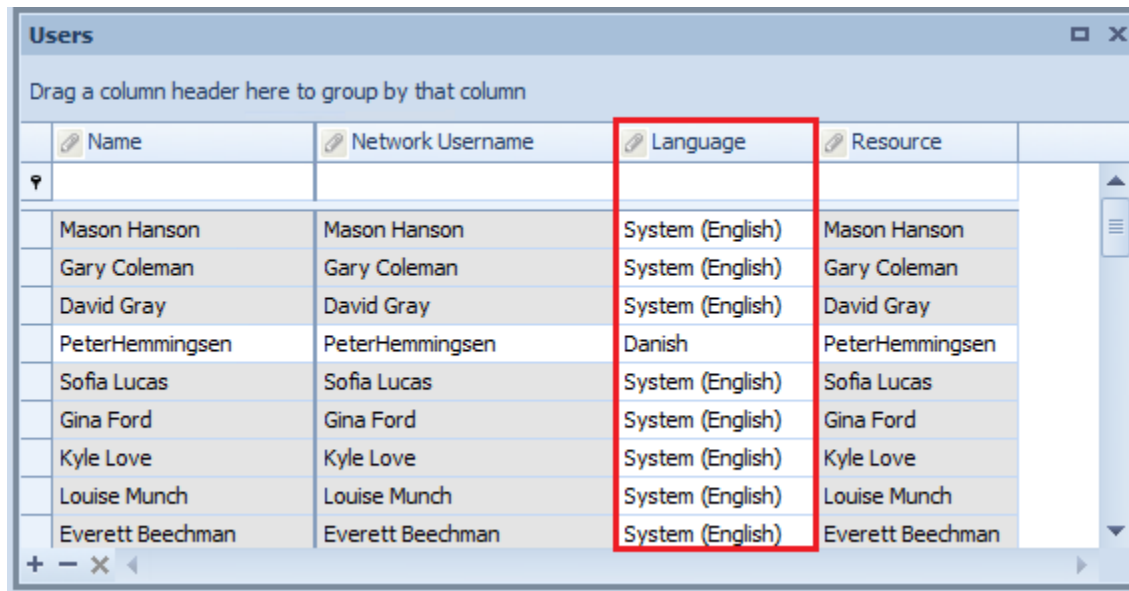 Users
Drag a column header here to group by that column
Name Network Username Language Resource
Mason Hanson Mason Hanson System (English) Mason Hanson
Gary Coleman Gary Coleman System (English) Gary Coleman
David Gray David Gray System (English) David Gray
PeterHemmingsen PeterHemmingsen Danish PeterHemmingsen
Sofia Lucas Sofia Lucas System (English) Sofia Lucas
Gina Ford Gina Ford System (English) Gina Ford
Kyle Love Kyle Love System (English) Kyle Love
Louise Munch Louise Munch System (English) Louise Munch
Everett Beechman Everett Beechman System (English) Everett Beechman